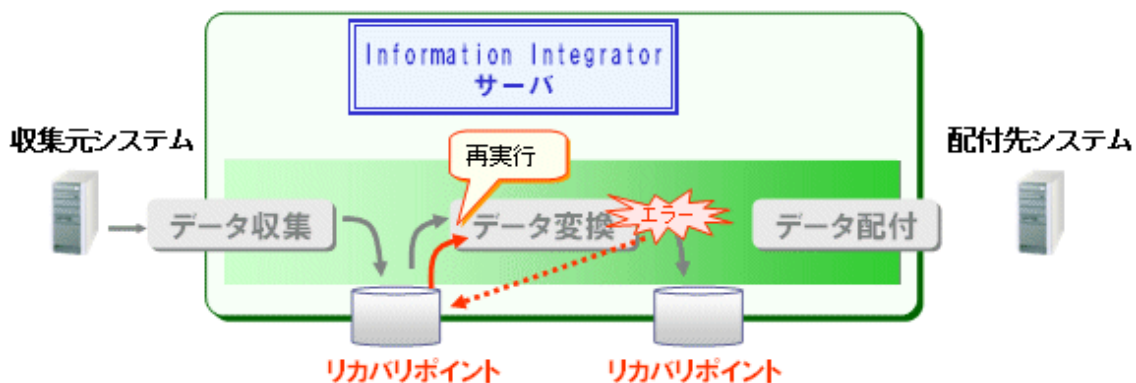 Information Integrator
サーバ
収集元システム
配付先システム
再実行
データ収集
データ変換
エラー
データ配付
リカバリポイント
リカバリポイント